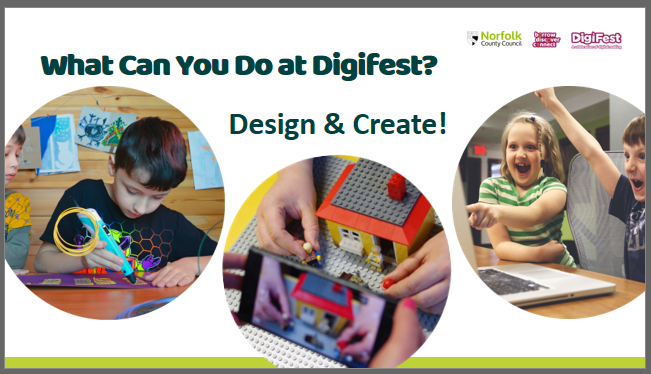 Norfolk
County Council
borrow
discover
connect
DigiFest
What Can You Do at Digifest?
Design & Create!